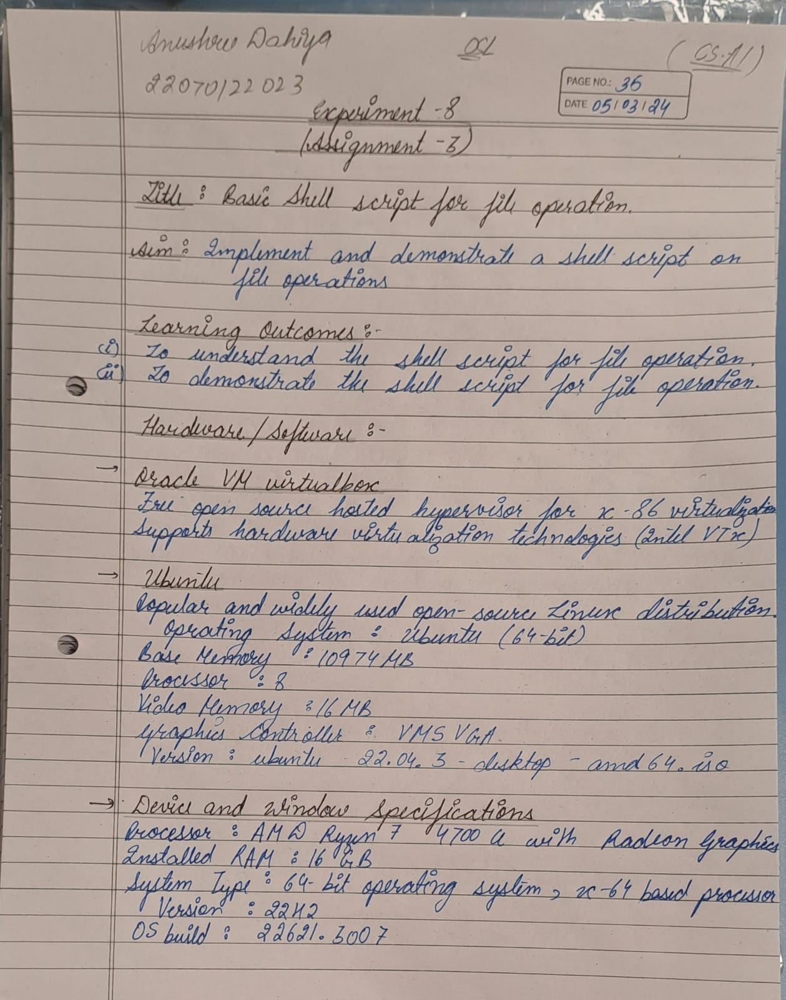 Anushree Dahiya
OSL
(CS-A1)
22070122023
PAGE NO.: 36
DATE 05/03/24
Experiment - 8
(Assignment - 3)
Title : Basic Shell script for file operation.
Aim : Implement and demonstrate a shell script on
file operations
Learning Outcomes :-
(i) To understand the shell script for file operation.
(ii) To demonstrate the shell script for file operation.
Hardware / Software :-
→ Oracle VM virtualbox
Free open source hosted hypervisor for x-86 virtualization
Supports hardware virtualization technologies (Intel VTx)
→ Ubuntu
Popular and widely used open-source Linux distribution.
Oprating System : Ubuntu (64-bit)
Base Memory : 10974 MB
Processor : 8
Video Memory : 16 MB
Graphics Controller : VMS VGA.
Version : ubuntu - 22.04.3 - desktop - amd 64. iso
→ Device and window Specifications
Processor : AMD Ryzen 7 4700 U with Radeon Graphics
Installed RAM : 16 GB
System Type : 64-bit operating system, x-64 based processor
Version : 22H2
OS build : 22621.3007